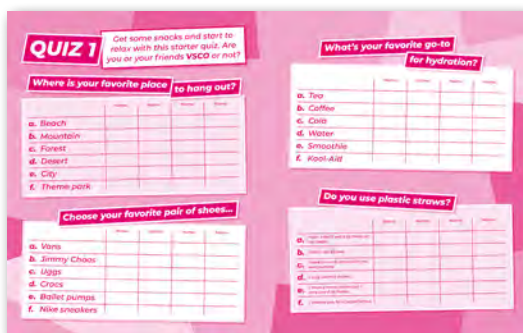 QUIZ 1
Get some snacks and start to
relax with this starter quiz. Are
you or your friends VSCO or not?
Where is your favorite place
to hang out?
a. Beach
b. Mountain
c. Forest
d. Desert
e. City
f. Theme park
Choose your favorite pair of shoes...
a. Vans
b. Jimmy Choos
c. Uggs
d. Crocs
e. Ballet pumps
f. Nike sneakers
What's your favorite go-to
for hydration?
a. Tea
b. Coffee
c. Cola
d. Water
e. Smoothie
f. Kool-Aid
Do you use plastic straws?
a.
b.
c.
d.
e.
f.